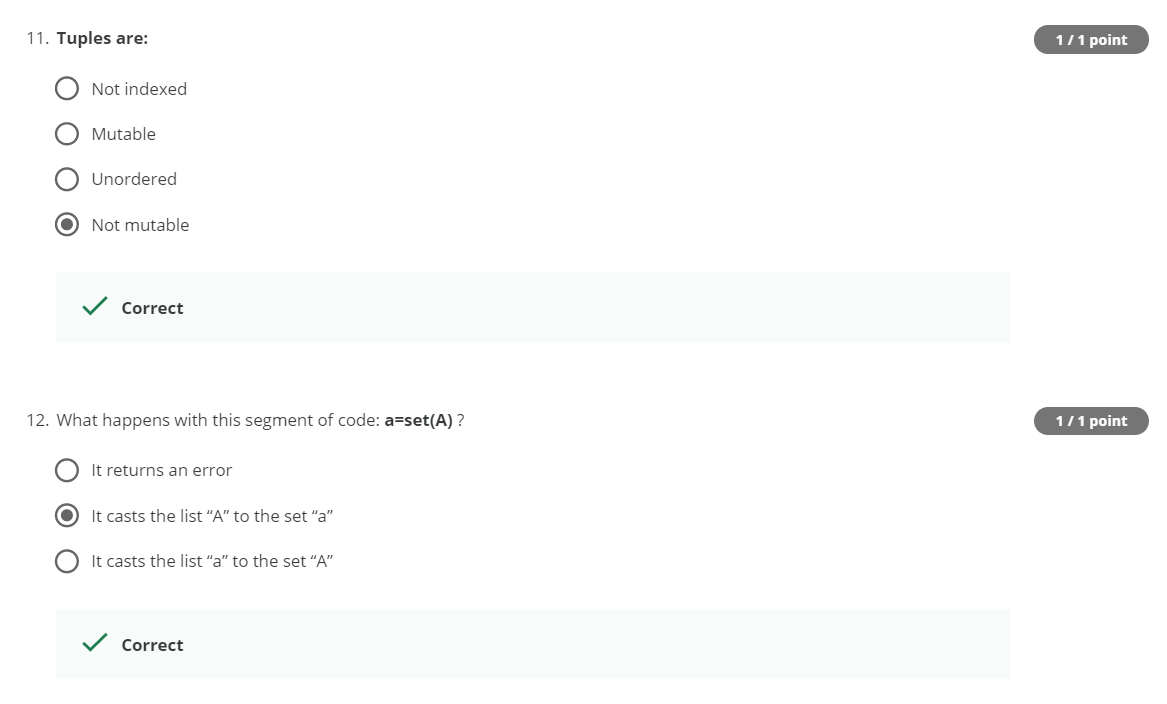 11. Tuples are:
1 / 1 point
Not indexed
Mutable
Unordered
Not mutable
Correct
12. What happens with this segment of code: a=set(A) ?
1 / 1 point
It returns an error
It casts the list “A” to the set “a”
It casts the list “a” to the set “A”
Correct